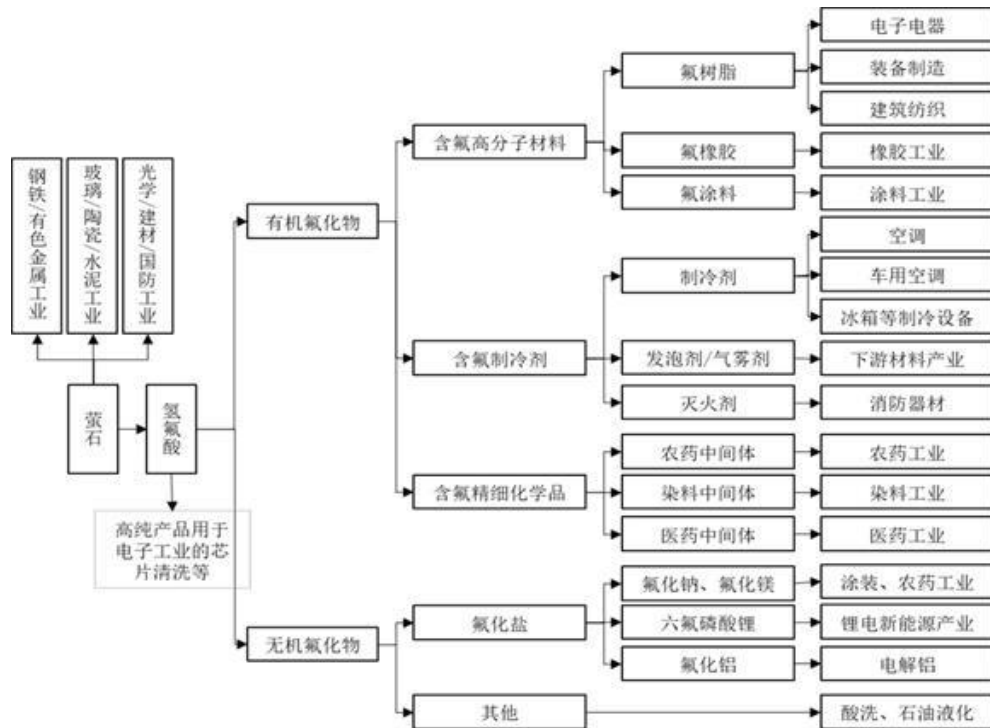 钢铁/有色金属工业
玻璃/陶瓷/水泥工业
光学/建材/国防工业
萤石
氢氟酸
高纯产品用于
电子工业的芯
片清洗等
有机氟化物
无机氟化物
含氟高分子材料
含氟制冷剂
含氟精细化学品
氟化盐
其他
氟树脂
氟橡胶
氟涂料
制冷剂
发泡剂/气雾剂
灭火剂
农药中间体
染料中间体
医药中间体
氟化钠、氟化镁
六氟磷酸锂
氟化铝
电子电器
装备制造
建筑纺织
橡胶工业
涂料工业
空调
车用空调
冰箱等制冷设备
下游材料产业
消防器材
农药工业
染料工业
医药工业
涂装、农药工业
锂电新能源产业
电解铝
酸洗、石油液化